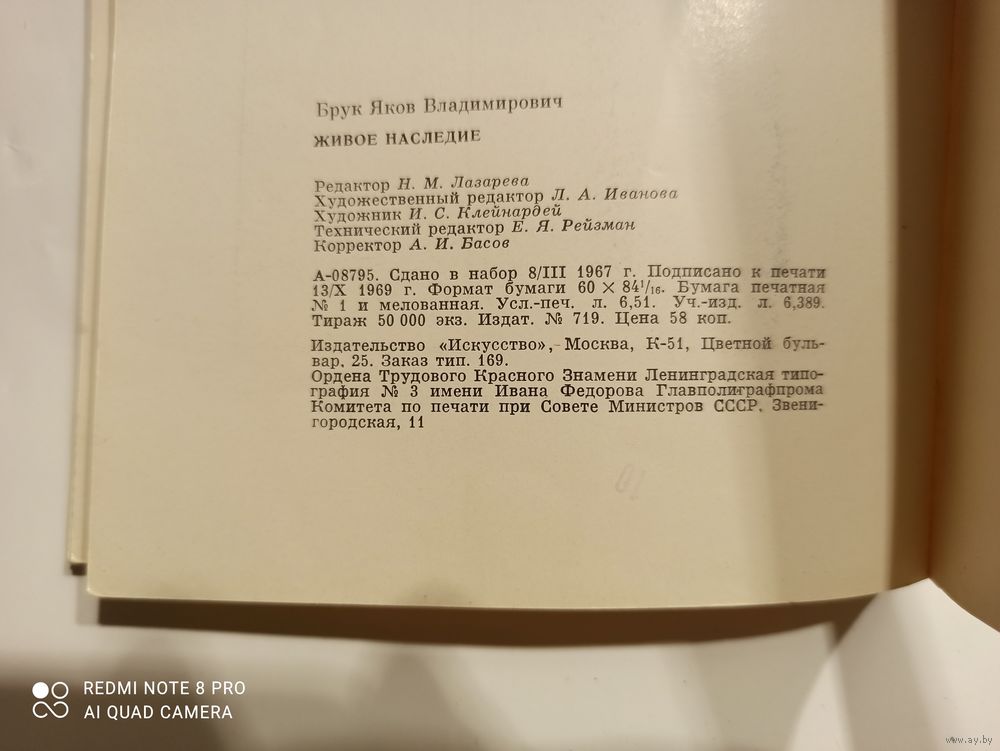 Брук Яков Владимирович
ЖИВОЕ НАСЛЕДИЕ
Редактор Н. М. Лазарева
Художественный редактор Л. А. Иванова
Художник И. С. Клейнардей
Технический редактор Е. Я. Рейзман
Корректор А. И. Басов
А-08795. Сдано в набор 8/III 1967 г. Подписано к печати
13/X 1969 г. Формат бумаги 60 × 84¹/₁₆. Бумага печатная
№ 1 и мелованная. Усл.-печ. л. 6,51. Уч.-изд. л. 6,389.
Тираж 50 000 экз. Издат. № 719. Цена 58 коп.
Издательство «Искусство», Москва, К-51, Цветной буль-
вар, 25. Заказ тип. 169.
Ордена Трудового Красного Знамени Ленинградская типо-
графия № 3 имени Ивана Федорова Главполиграфпрома
Комитета по печати при Совете Министров СССР. Звени-
городская, 11
REDMI NOTE 8 PRO
AI QUAD CAMERA
www.ay.by